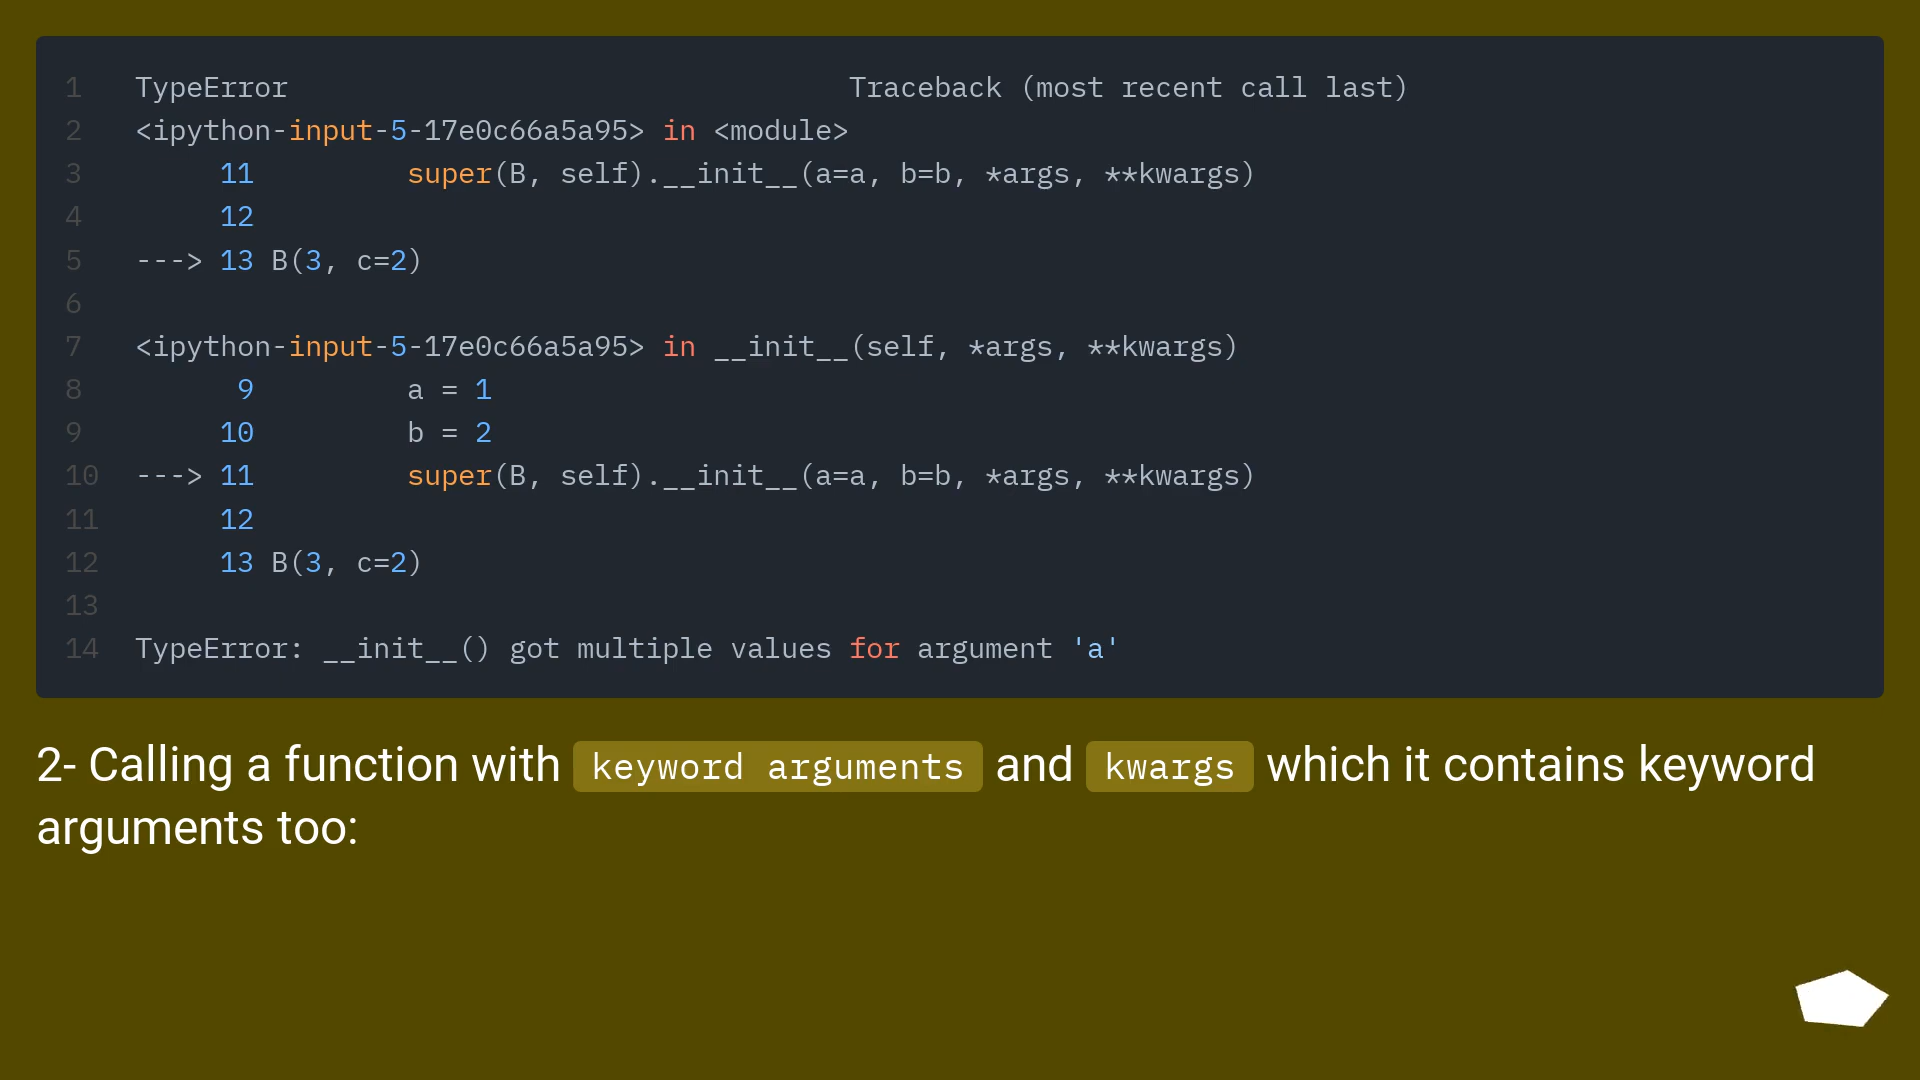 1 TypeError                                 Traceback (most recent call last)
2 <ipython-input-5-17e0c66a5a95> in <module>
3      11         super(B, self).__init__(a=a, b=b, *args, **kwargs)
4      12
5 ---> 13 B(3, c=2)
6
7 <ipython-input-5-17e0c66a5a95> in __init__(self, *args, **kwargs)
8       9         a = 1
9      10         b = 2
10 ---> 11         super(B, self).__init__(a=a, b=b, *args, **kwargs)
11      12
12      13 B(3, c=2)
13
14 TypeError: __init__() got multiple values for argument 'a'
2- Calling a function with keyword arguments and kwargs which it contains keyword
arguments too: